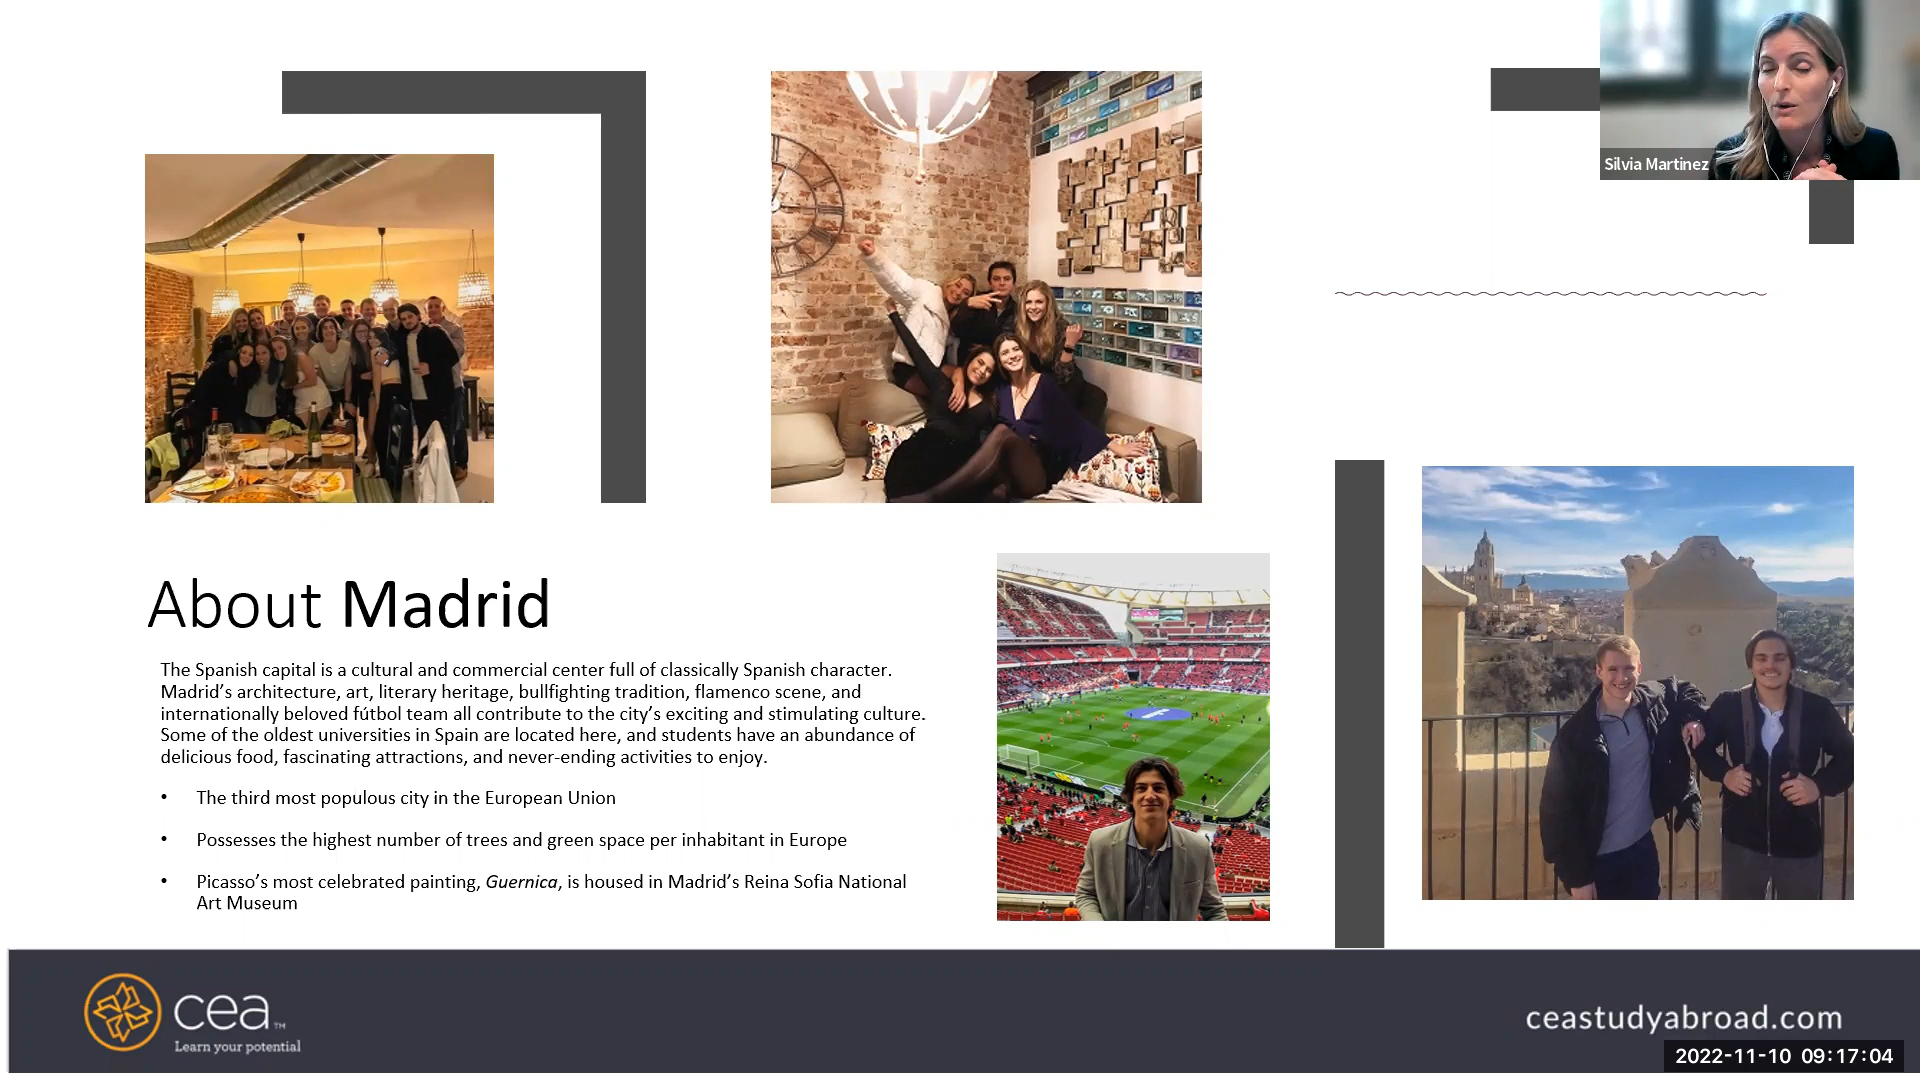 Silvia Martinez
About Madrid
The Spanish capital is a cultural and commercial center full of classically Spanish character.
Madrid’s architecture, art, literary heritage, bullfighting tradition, flamenco scene, and
internationally beloved fútbol team all contribute to the city’s exciting and stimulating culture.
Some of the oldest universities in Spain are located here, and students have an abundance of
delicious food, fascinating attractions, and never-ending activities to enjoy.
• The third most populous city in the European Union
• Possesses the highest number of trees and green space per inhabitant in Europe
• Picasso’s most celebrated painting, Guernica, is housed in Madrid’s Reina Sofia National
Art Museum
cea™
Learn your potential
ceastudyabroad.com
2022-11-10 09:17:04